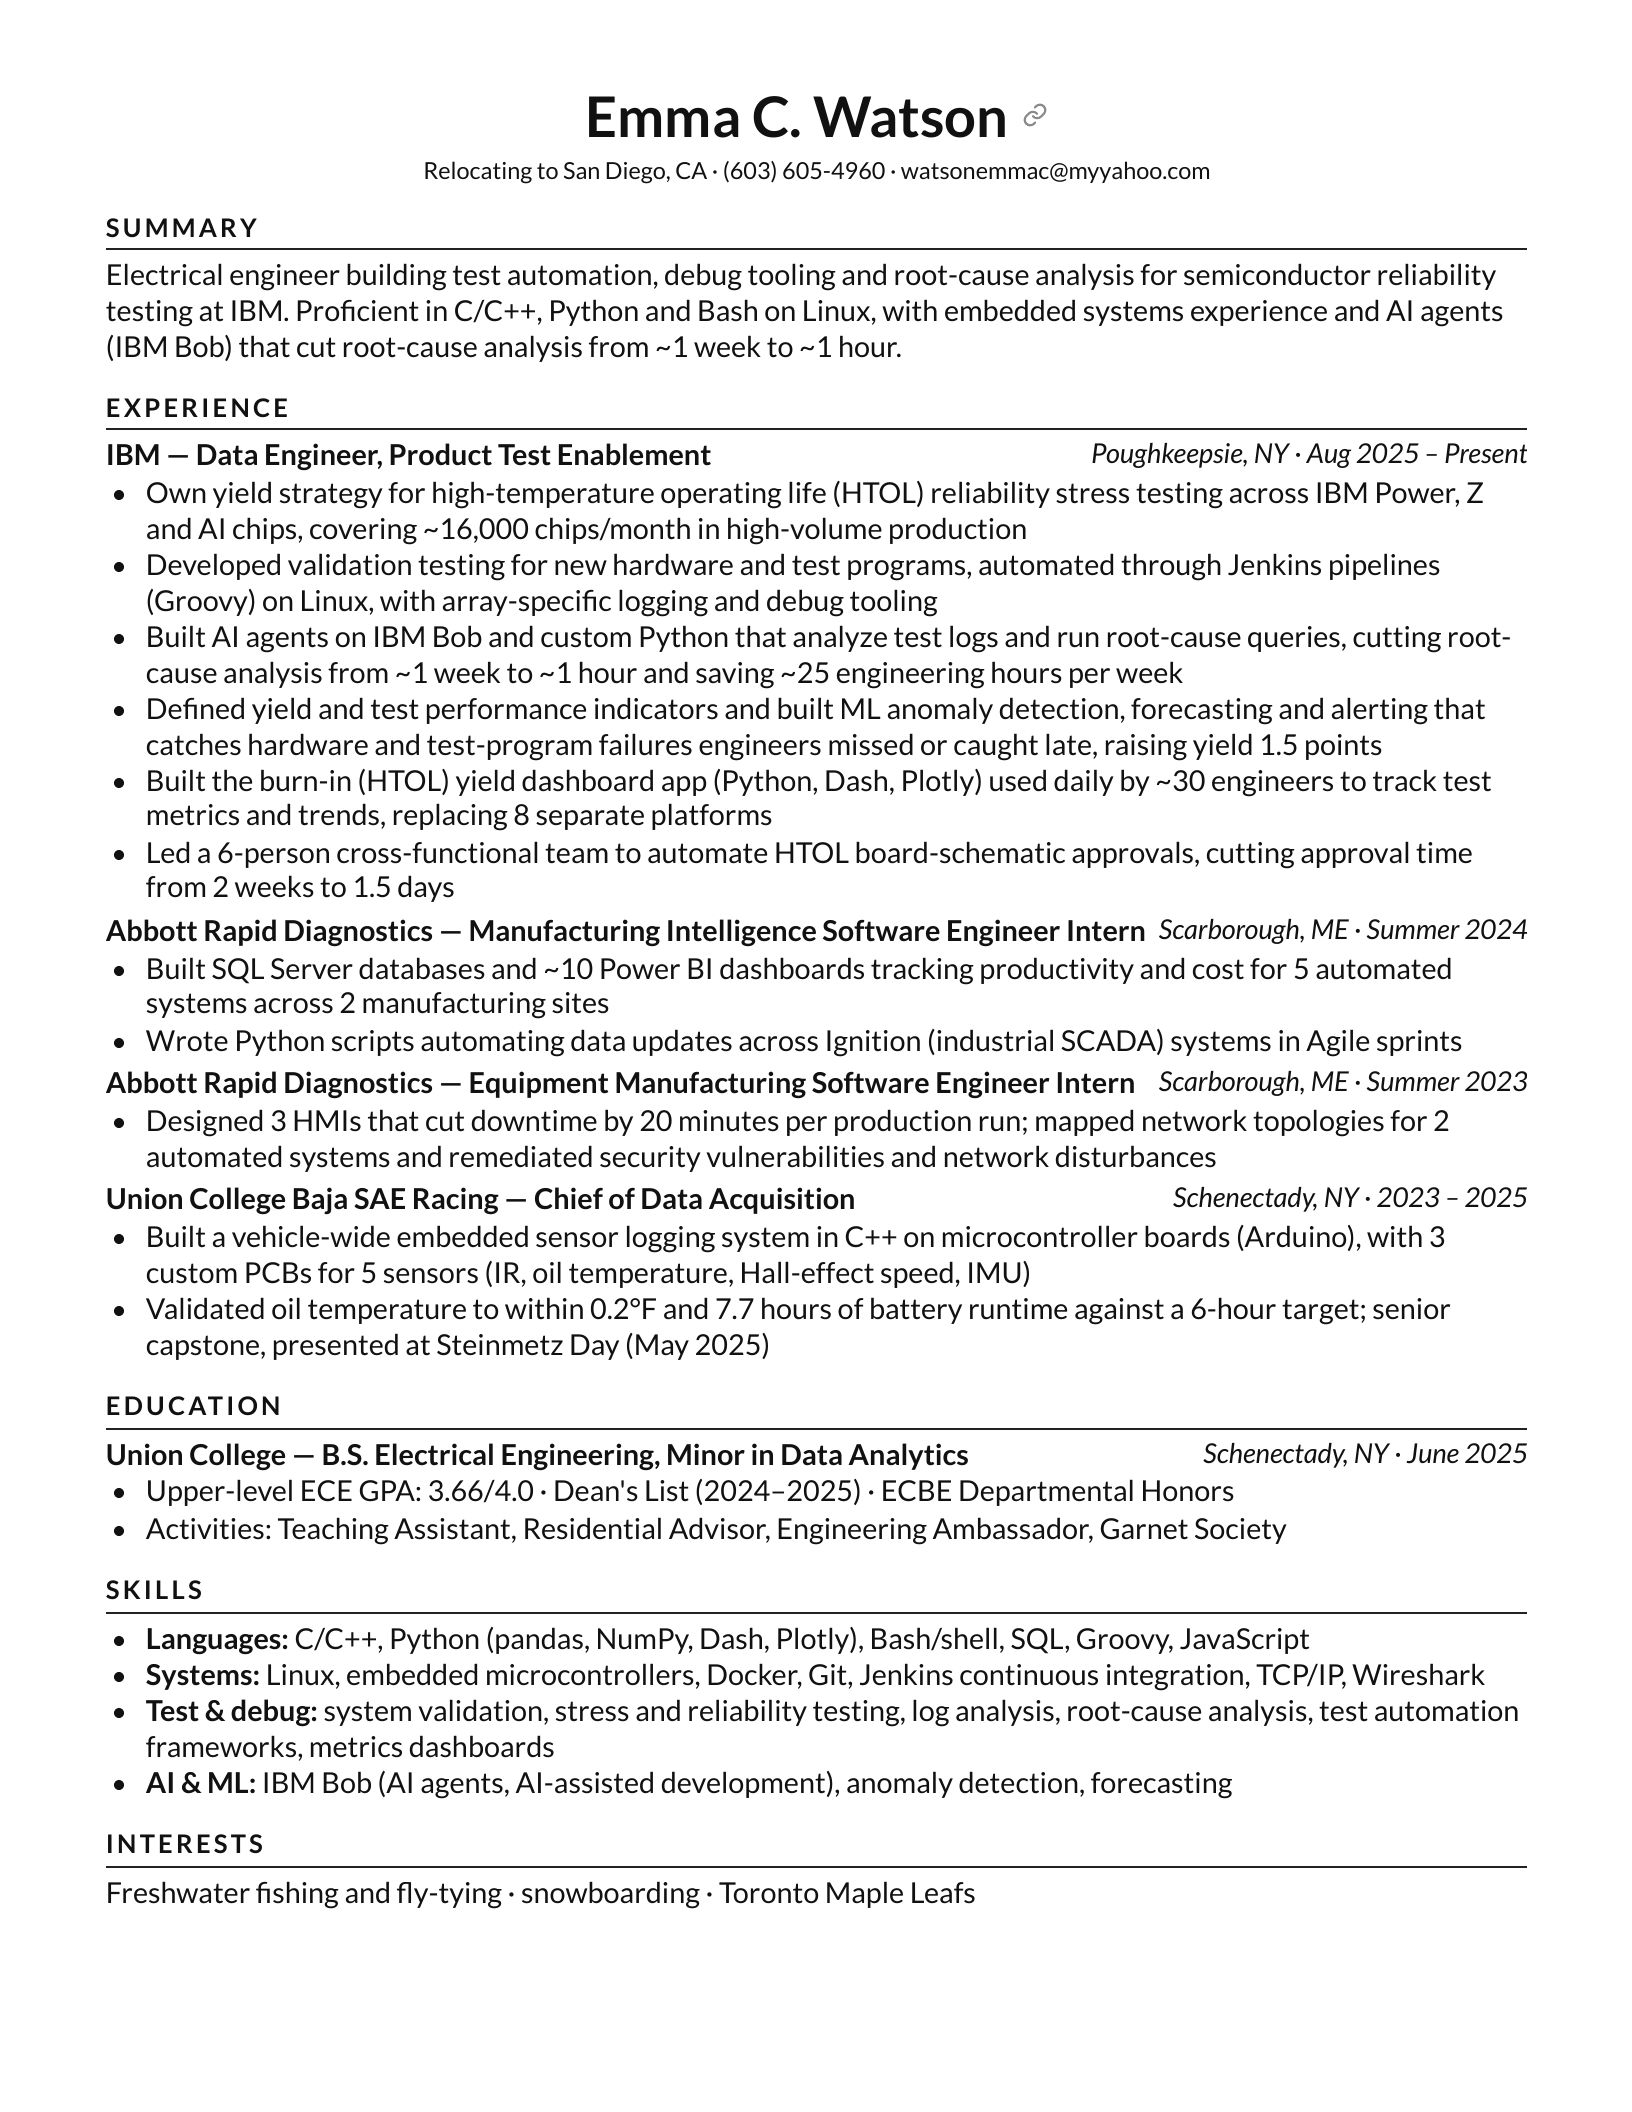 Emma C. Watson
Relocating to San Diego, CA · (603) 605-4960 · watsonemmac@myyahoo.com
SUMMARY
Electrical engineer building test automation, debug tooling and root-cause analysis for semiconductor reliability
testing at IBM. Proficient in C/C++, Python and Bash on Linux, with embedded systems experience and AI agents
(IBM Bob) that cut root-cause analysis from ~1 week to ~1 hour.
EXPERIENCE
IBM — Data Engineer, Product Test Enablement Poughkeepsie, NY · Aug 2025 – Present
• Own yield strategy for high-temperature operating life (HTOL) reliability stress testing across IBM Power, Z
and AI chips, covering ~16,000 chips/month in high-volume production
• Developed validation testing for new hardware and test programs, automated through Jenkins pipelines
(Groovy) on Linux, with array-specific logging and debug tooling
• Built AI agents on IBM Bob and custom Python that analyze test logs and run root-cause queries, cutting root-
cause analysis from ~1 week to ~1 hour and saving ~25 engineering hours per week
• Defined yield and test performance indicators and built ML anomaly detection, forecasting and alerting that
catches hardware and test-program failures engineers missed or caught late, raising yield 1.5 points
• Built the burn-in (HTOL) yield dashboard app (Python, Dash, Plotly) used daily by ~30 engineers to track test
metrics and trends, replacing 8 separate platforms
• Led a 6-person cross-functional team to automate HTOL board-schematic approvals, cutting approval time
from 2 weeks to 1.5 days
Abbott Rapid Diagnostics — Manufacturing Intelligence Software Engineer Intern Scarborough, ME · Summer 2024
• Built SQL Server databases and ~10 Power BI dashboards tracking productivity and cost for 5 automated
systems across 2 manufacturing sites
• Wrote Python scripts automating data updates across Ignition (industrial SCADA) systems in Agile sprints
Abbott Rapid Diagnostics — Equipment Manufacturing Software Engineer Intern Scarborough, ME · Summer 2023
• Designed 3 HMIs that cut downtime by 20 minutes per production run; mapped network topologies for 2
automated systems and remediated security vulnerabilities and network disturbances
Union College Baja SAE Racing — Chief of Data Acquisition Schenectady, NY · 2023 – 2025
• Built a vehicle-wide embedded sensor logging system in C++ on microcontroller boards (Arduino), with 3
custom PCBs for 5 sensors (IR, oil temperature, Hall-effect speed, IMU)
• Validated oil temperature to within 0.2°F and 7.7 hours of battery runtime against a 6-hour target; senior
capstone, presented at Steinmetz Day (May 2025)
EDUCATION
Union College — B.S. Electrical Engineering, Minor in Data Analytics Schenectady, NY · June 2025
• Upper-level ECE GPA: 3.66/4.0 · Dean's List (2024–2025) · ECBE Departmental Honors
• Activities: Teaching Assistant, Residential Advisor, Engineering Ambassador, Garnet Society
SKILLS
• Languages: C/C++, Python (pandas, NumPy, Dash, Plotly), Bash/shell, SQL, Groovy, JavaScript
• Systems: Linux, embedded microcontrollers, Docker, Git, Jenkins continuous integration, TCP/IP, Wireshark
• Test & debug: system validation, stress and reliability testing, log analysis, root-cause analysis, test automation
frameworks, metrics dashboards
• AI & ML: IBM Bob (AI agents, AI-assisted development), anomaly detection, forecasting
INTERESTS
Freshwater fishing and fly-tying · snowboarding · Toronto Maple Leafs